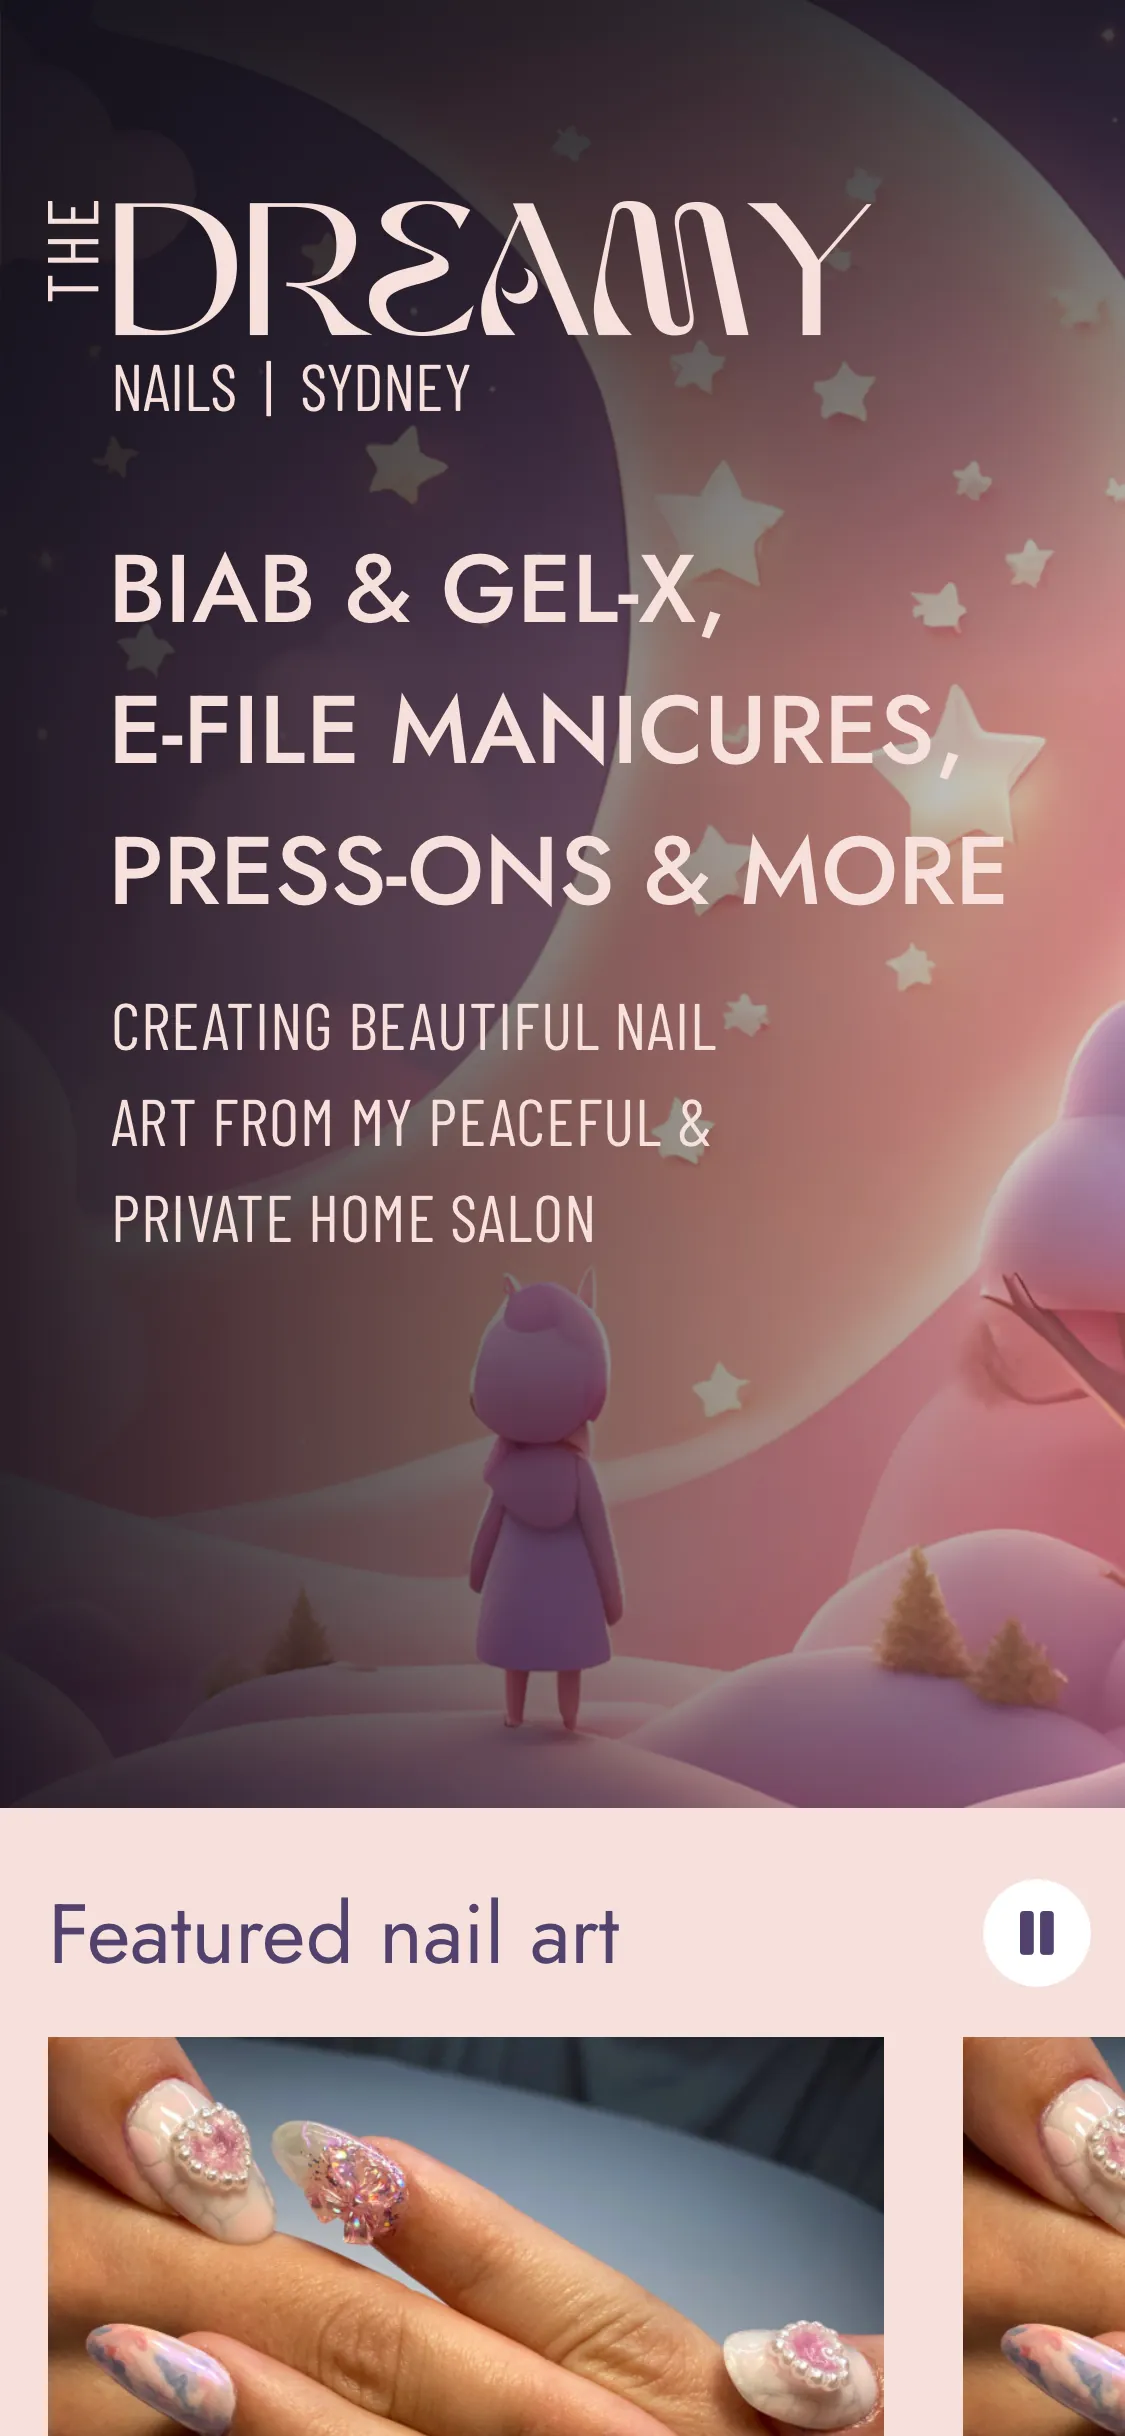 THE DREAMY
NAILS | SYDNEY
BIAB & GEL-X,
E-FILE MANICURES,
PRESS-ONS & MORE
CREATING BEAUTIFUL NAIL
ART FROM MY PEACEFUL &
PRIVATE HOME SALON
Featured nail art